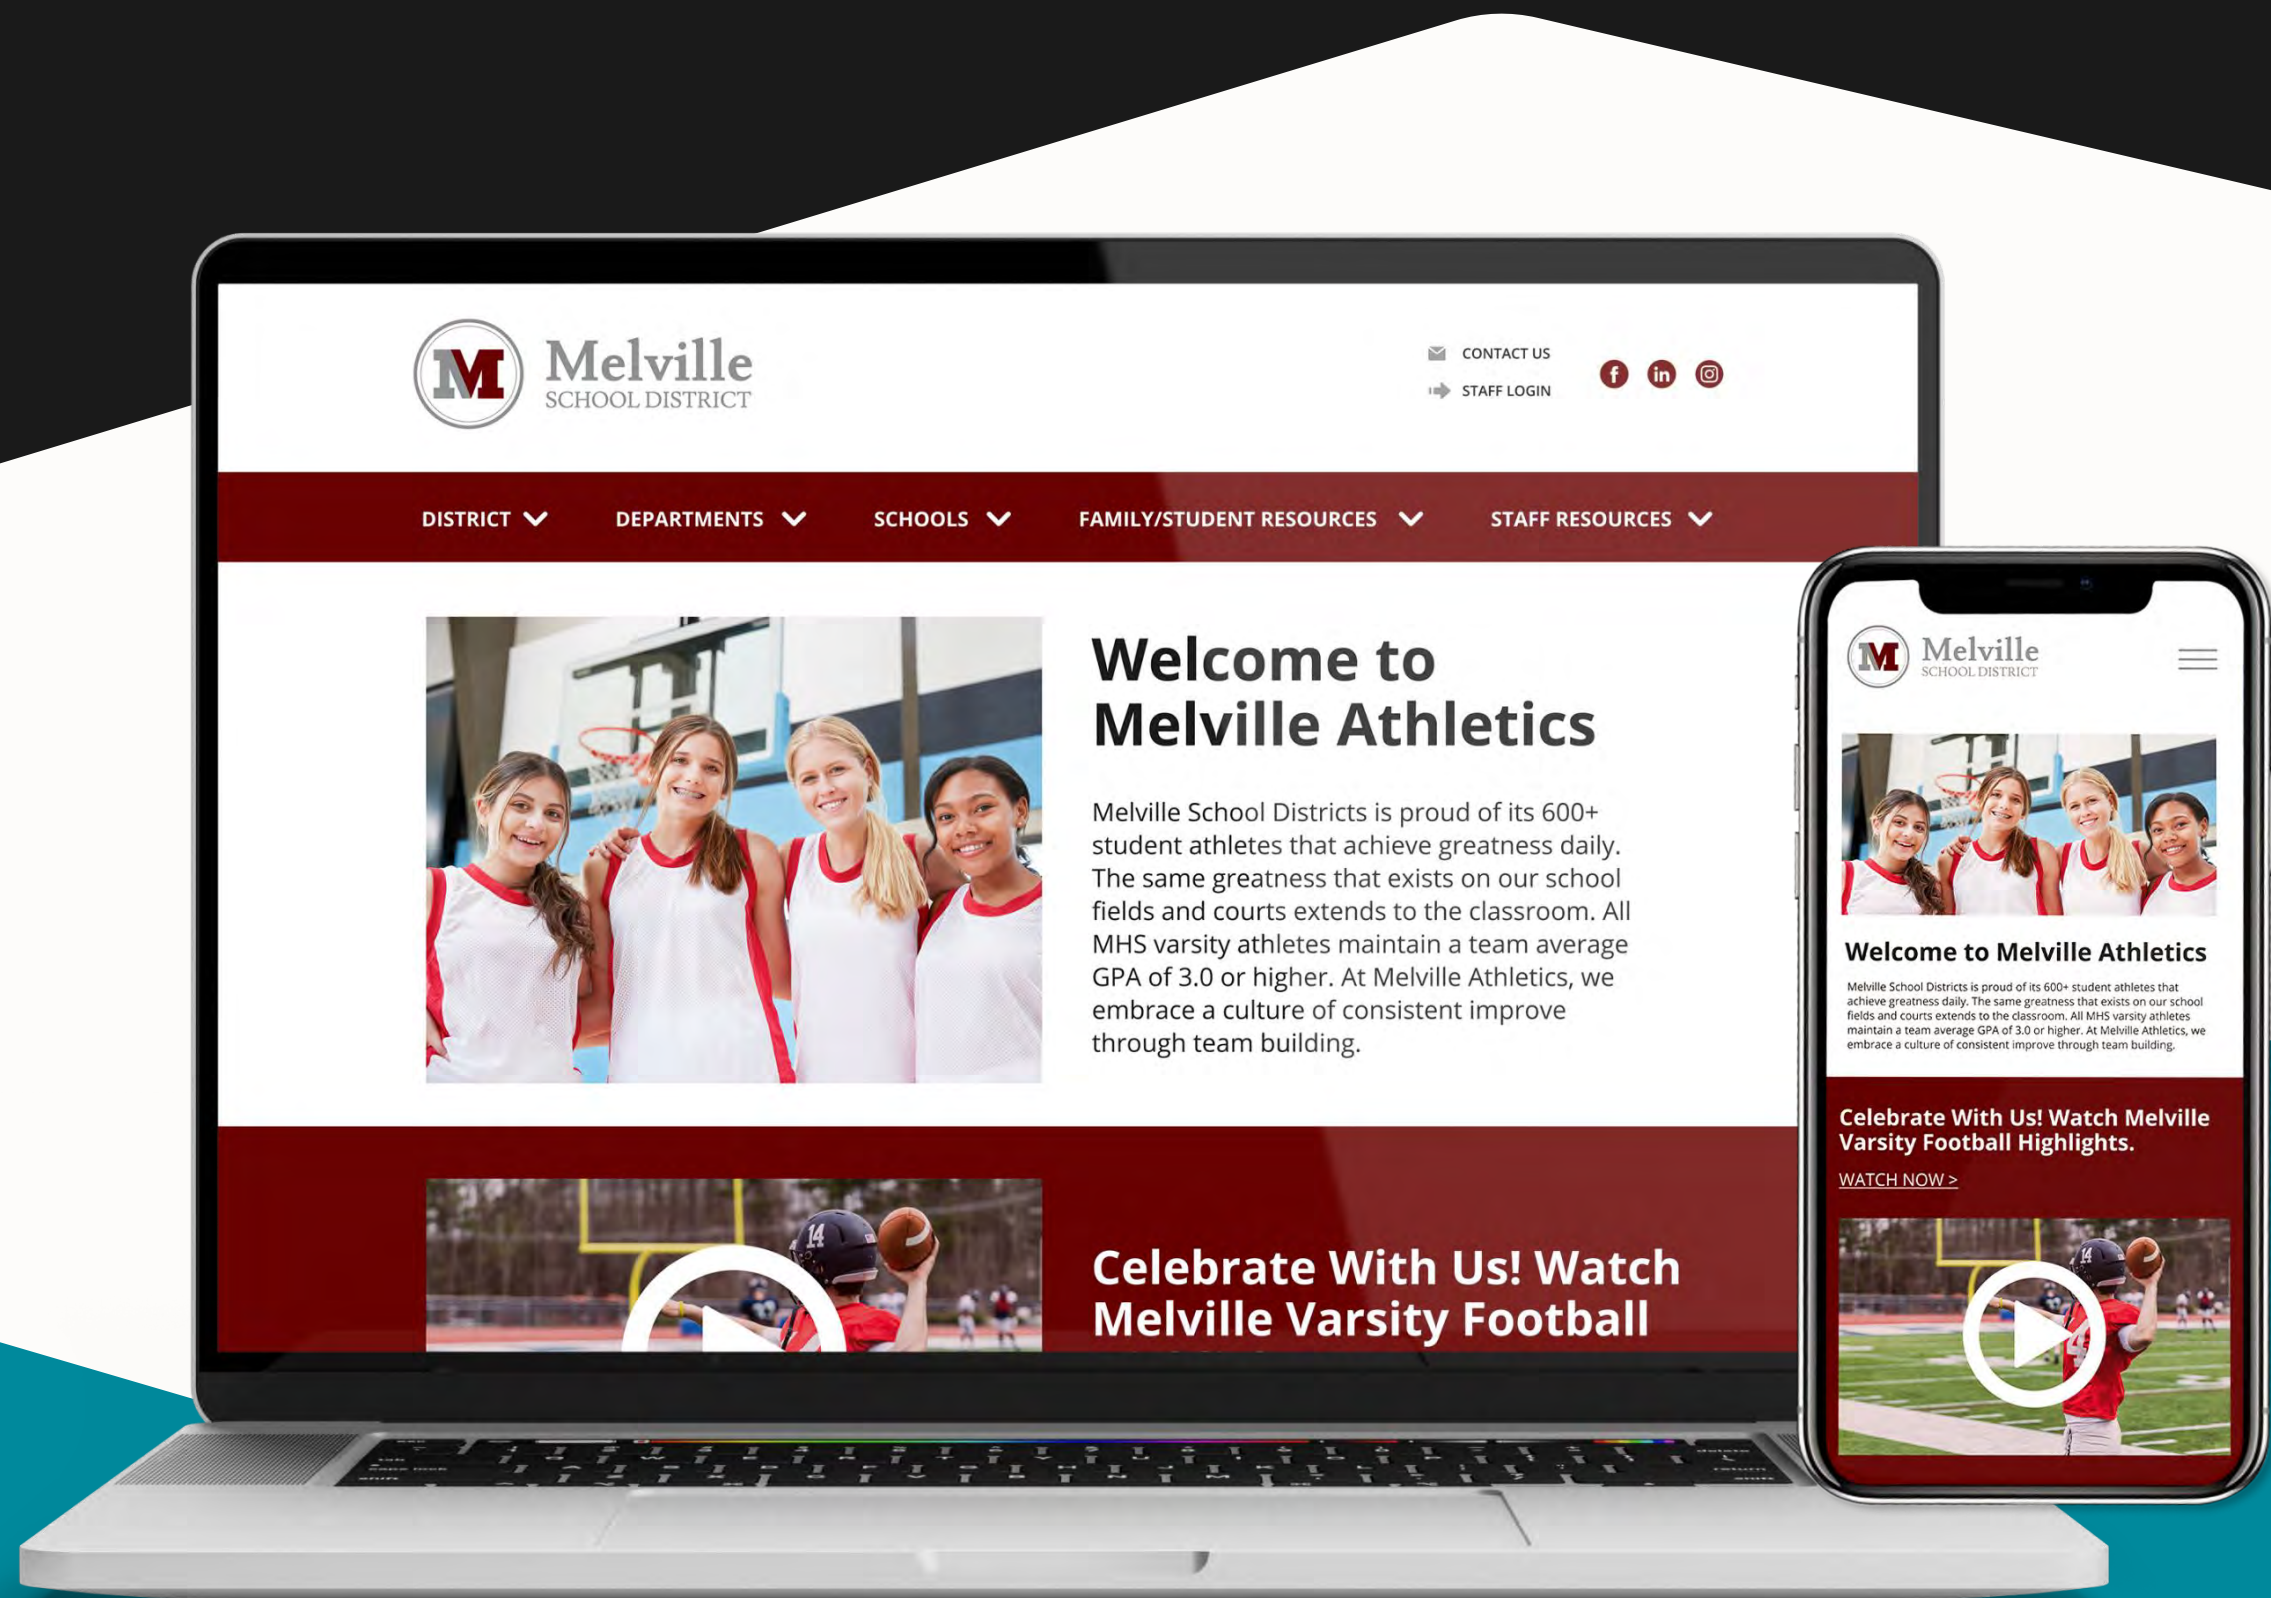 M Melville
SCHOOL DISTRICT
CONTACT US
STAFF LOGIN
f in
DISTRICT
DEPARTMENTS
SCHOOLS
FAMILY/STUDENT RESOURCES
STAFF RESOURCES
Welcome to
Melville Athletics
Melville School Districts is proud of its 600+
student athletes that achieve greatness daily.
The same greatness that exists on our school
fields and courts extends to the classroom. All
MHS varsity athletes maintain a team average
GPA of 3.0 or higher. At Melville Athletics, we
embrace a culture of consistent improve
through team building.
14
Celebrate With Us! Watch
Melville Varsity Football
M Melville
SCHOOL DISTRICT
Welcome to Melville Athletics
Melville School Districts is proud of its 600+ student athletes that
achieve greatness daily. The same greatness that exists on our school
fields and courts extends to the classroom. All MHS varsity athletes
maintain a team average GPA of 3.0 or higher. At Melville Athletics, we
embrace a culture of consistent improve through team building.
Celebrate With Us! Watch Melville
Varsity Football Highlights.
WATCH NOW >
14